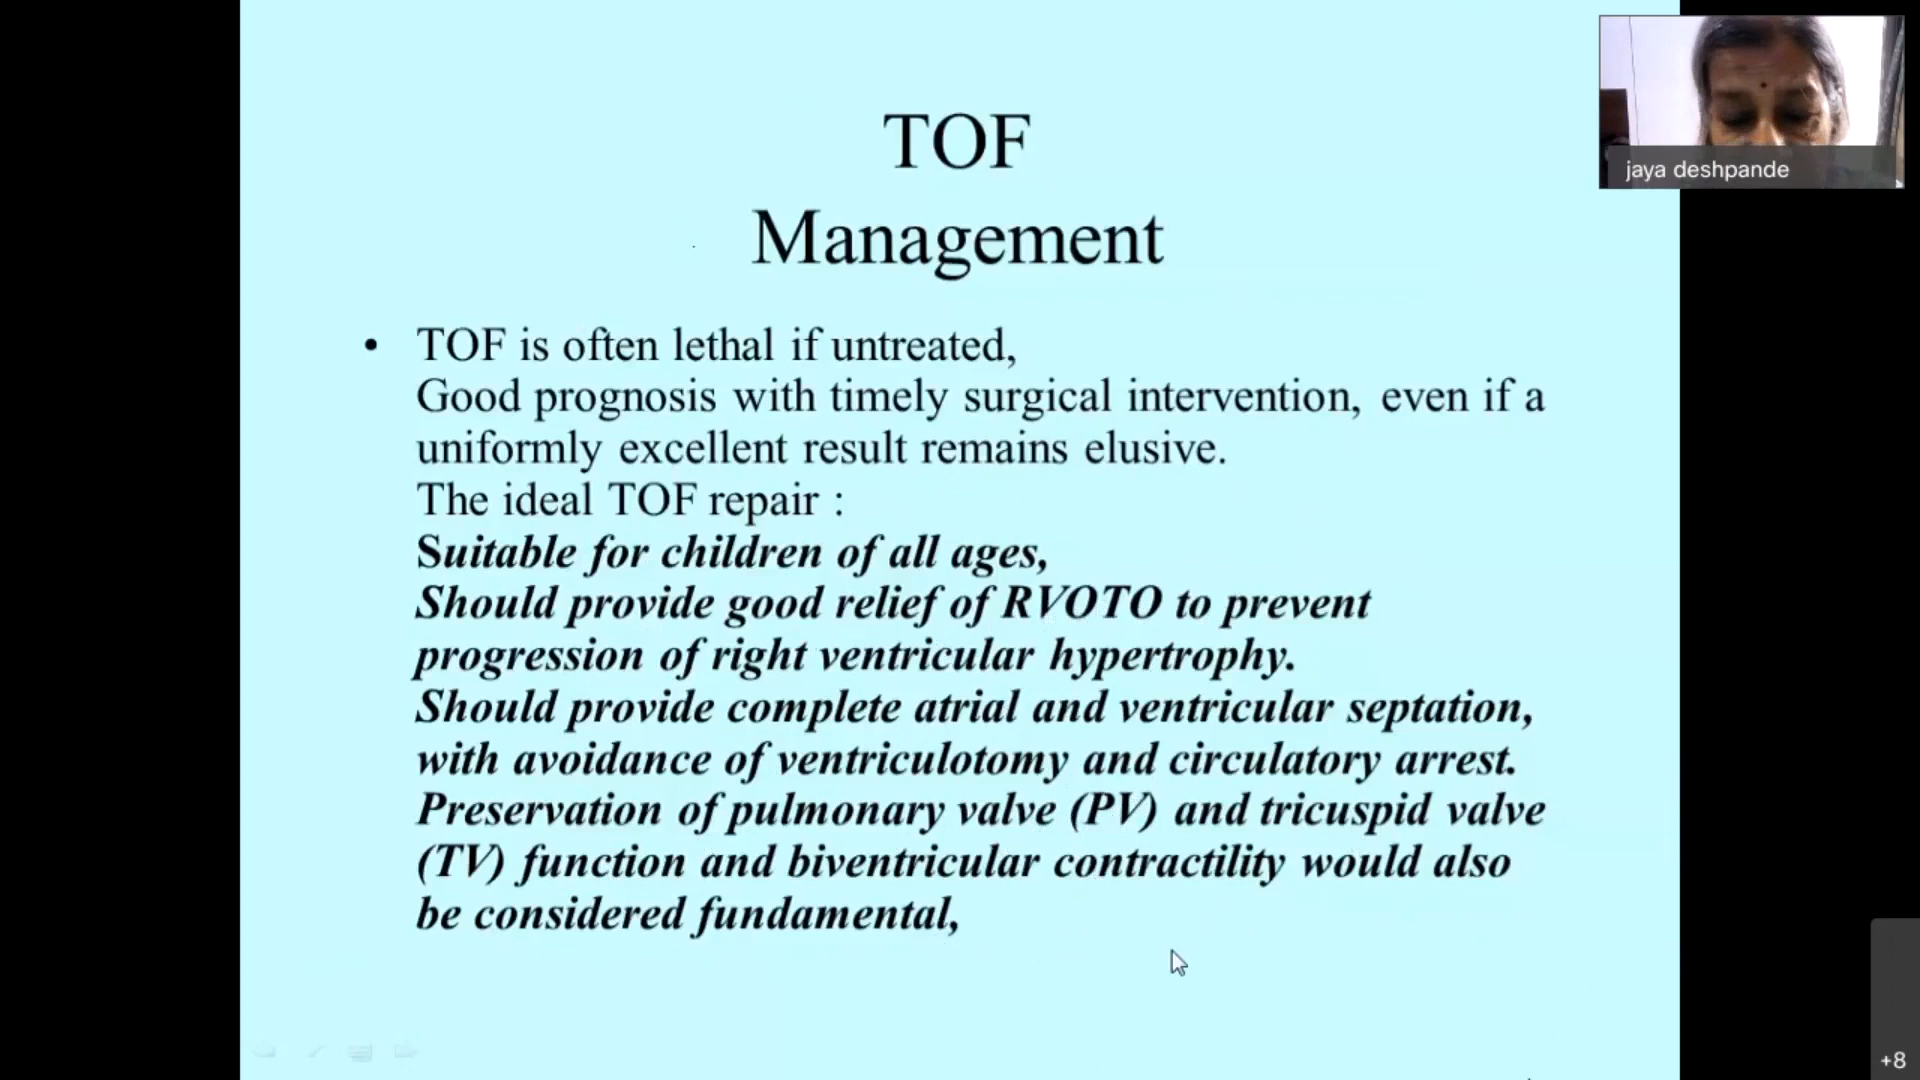 TOF
Management
• TOF is often lethal if untreated,
Good prognosis with timely surgical intervention, even if a
uniformly excellent result remains elusive.
The ideal TOF repair :
Suitable for children of all ages,
Should provide good relief of RVOTO to prevent
progression of right ventricular hypertrophy.
Should provide complete atrial and ventricular septation,
with avoidance of ventriculotomy and circulatory arrest.
Preservation of pulmonary valve (PV) and tricuspid valve
(TV) function and biventricular contractility would also
be considered fundamental,
jaya deshpande
+8